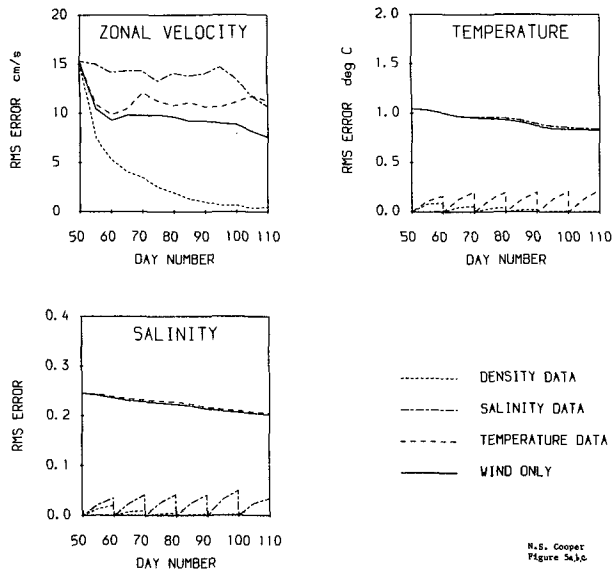 ZONAL VELOCITY
RMS ERROR cm/s
20
15
10
5
0
50 60 70 80 90 100 110
DAY NUMBER
TEMPERATURE
RMS ERROR deg C
2.0
1.5
1.0
0.5
0.0
50 60 70 80 90 100 110
DAY NUMBER
SALINITY
RMS ERROR
0.4
0.3
0.2
0.1
0.0
50 60 70 80 90 100 110
DAY NUMBER
DENSITY DATA
SALINITY DATA
TEMPERATURE DATA
WIND ONLY
N.S. Cooper
Figure 5a,b,c